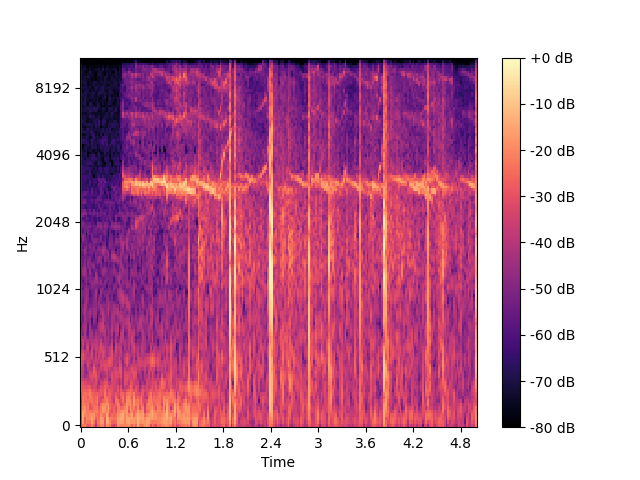 8192
4096
2048
1024
512
0
Hz
0 0.6 1.2 1.8 2.4 3 3.6 4.2 4.8
Time
+0 dB
-10 dB
-20 dB
-30 dB
-40 dB
-50 dB
-60 dB
-70 dB
-80 dB